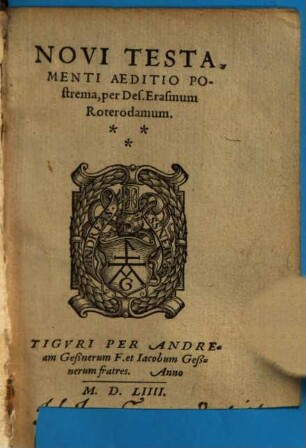 NOVI TESTA-
MENTI AEDITIO PO-
strema, per Des. Erasmum
Roterodamum.
* *
*
TIGVRI PER ANDRE-
am Geßnerum F. et Iacobum Geß-
nerum fratres. Anno
M. D. LIIII.